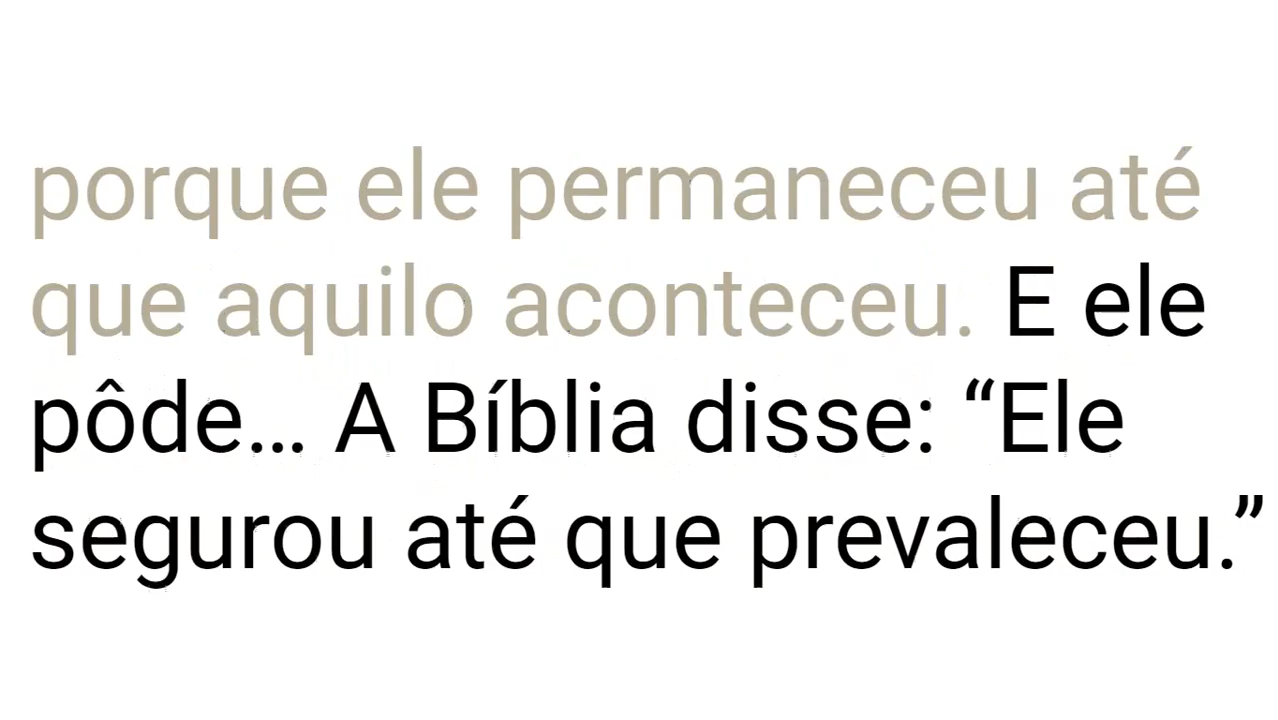 porque ele permaneceu até
que aquilo aconteceu. E ele
pôde... A Bíblia disse: “Ele
segurou até que prevaleceu.”